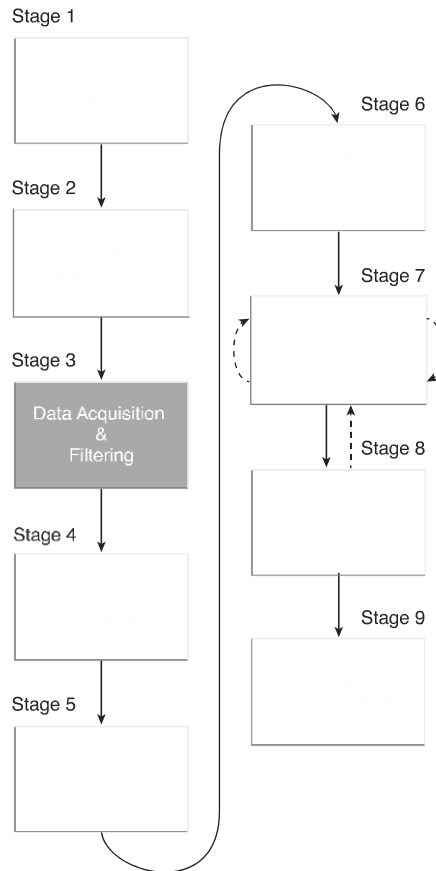 Stage 1
Stage 2
Stage 3
Data Acquisition
&
Filtering
Stage 4
Stage 5
Stage 6
Stage 7
Stage 8
Stage 9